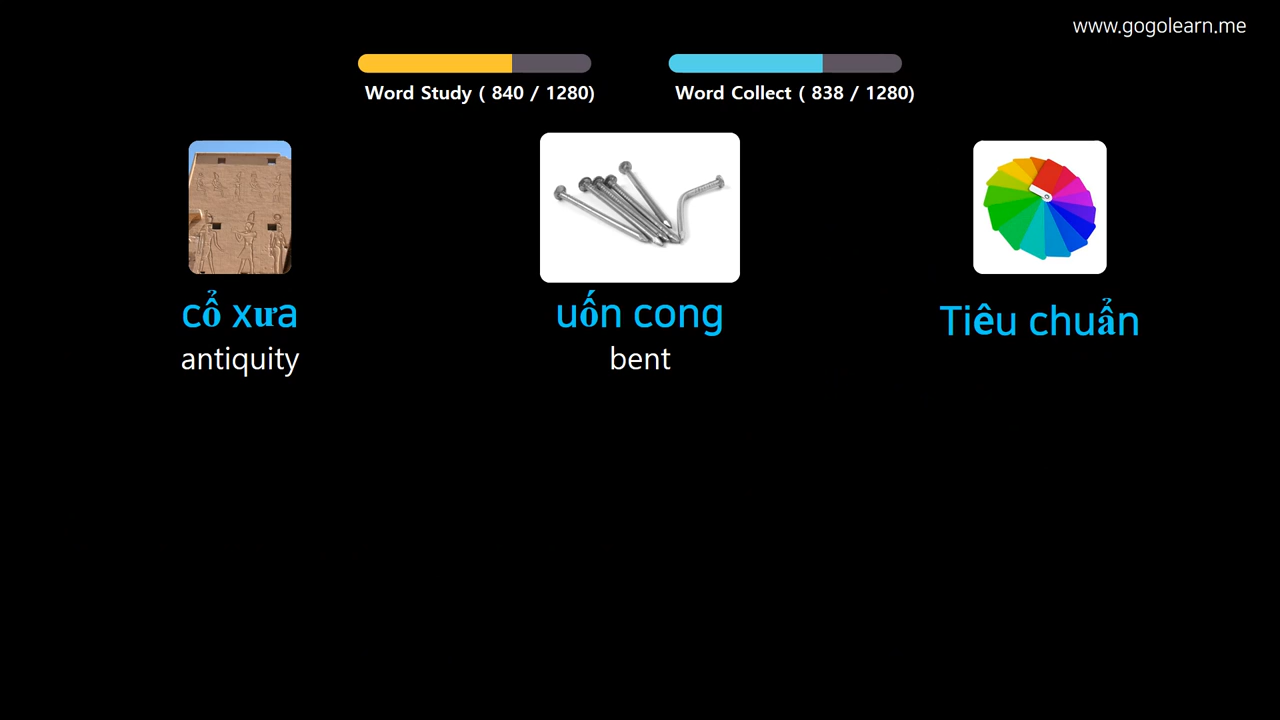 www.gogolearn.me
Word Study ( 840 / 1280)
Word Collect ( 838 / 1280)
cổ xưa
antiquity
uốn cong
bent
Tiêu chuẩn